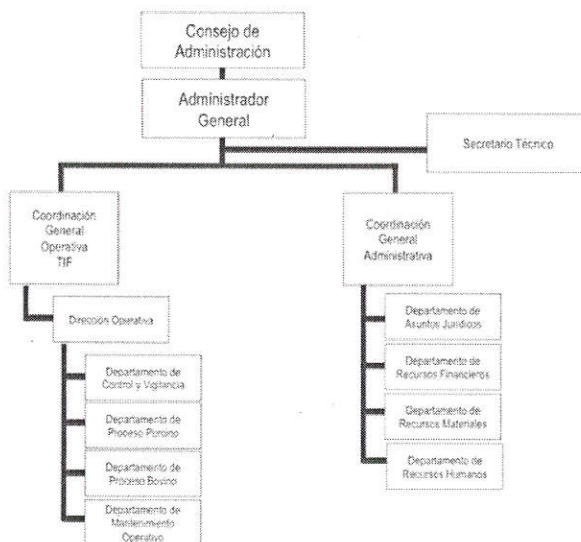 Consejo de
Administración
Administrador
General
Secretario Técnico
Coordinación
General
Operativa
TIF
Coordinación
General
Administrativa
Dirección Operativa
Departamento de
Control y Vigilancia
Departamento de
Proceso Porcino
Departamento de
Proceso Bovino
Departamento de
Mantenimiento
Operativo
Departamento de
Asuntos Jurídicos
Departamento de
Recursos Financieros
Departamento de
Recursos Materiales
Departamento de
Recursos Humanos